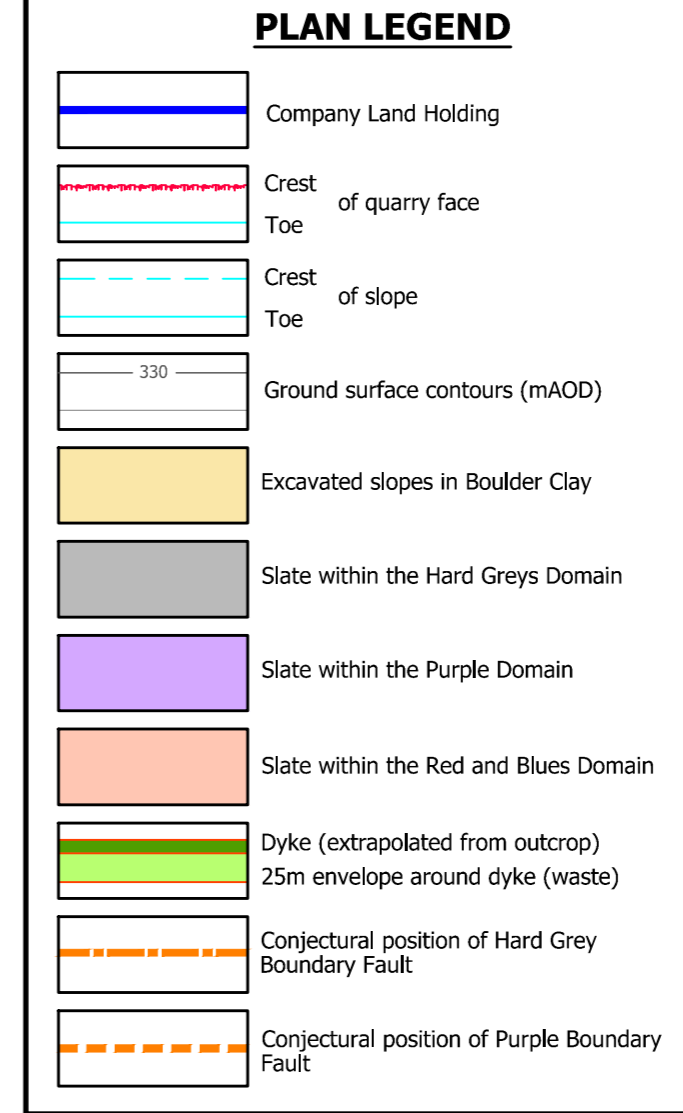 PLAN LEGEND
Company Land Holding
Crest
of quarry face
Toe
Crest
of slope
Toe
330
Ground surface contours (mAOD)
Excavated slopes in Boulder Clay
Slate within the Hard Greys Domain
Slate within the Purple Domain
Slate within the Red and Blues Domain
Dyke (extrapolated from outcrop)
25m envelope around dyke (waste)
Conjectural position of Hard Grey
Boundary Fault
Conjectural position of Purple Boundary
Fault